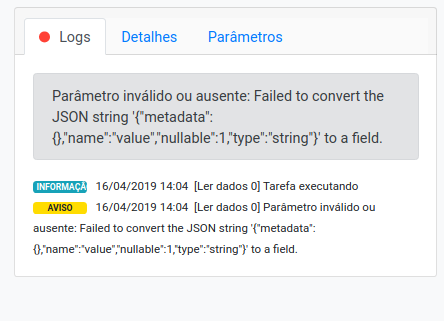 Logs Detalhes Parâmetros
Parâmetro inválido ou ausente: Failed to convert the
JSON string '{"metadata":
{},"name":"value","nullable":1,"type":"string"}' to a field.
INFORMAÇÃ 16/04/2019 14:04 [Ler dados 0] Tarefa executando
AVISO 16/04/2019 14:04 [Ler dados 0] Parâmetro inválido ou
ausente: Failed to convert the JSON string '{"metadata":
{},"name":"value","nullable":1,"type":"string"}' to a field.